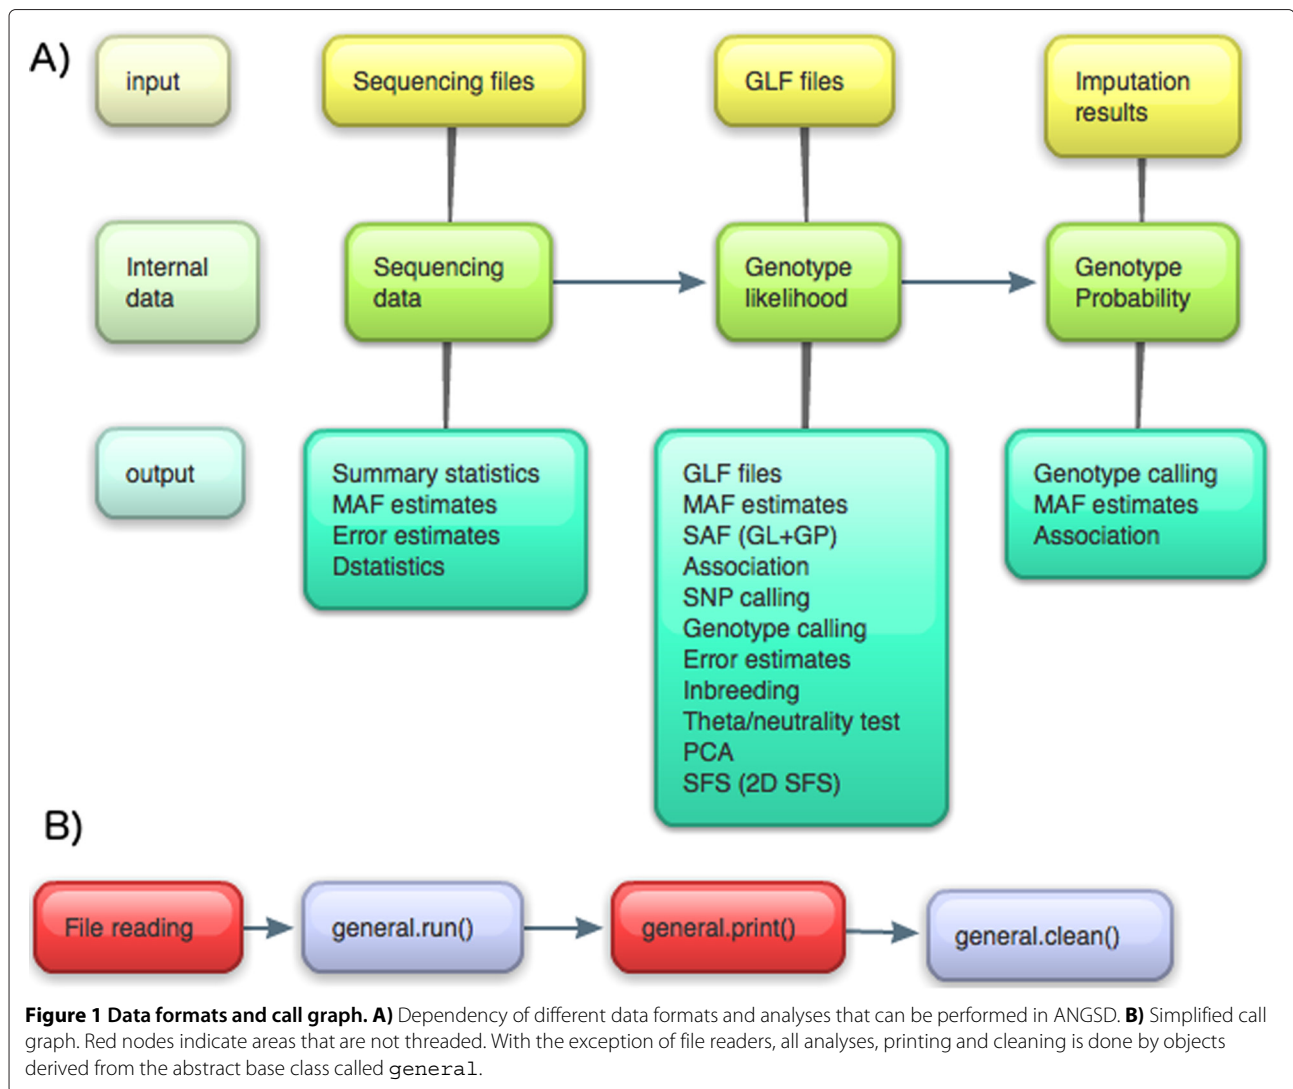 A)
input
Sequencing files
GLF files
Imputation
results
Internal
data
Sequencing
data
Genotype
likelihood
Genotype
Probability
output
Summary statistics
MAF estimates
Error estimates
Dstatistics
GLF files
MAF estimates
SAF (GL+GP)
Association
SNP calling
Genotype calling
Error estimates
Inbreeding
Theta/neutrality test
PCA
SFS (2D SFS)
Genotype calling
MAF estimates
Association
B)
File reading
general.run()
general.print()
general.clean()
Figure 1 Data formats and call graph. A) Dependency of different data formats and analyses that can be performed in ANGSD. B) Simplified call
graph. Red nodes indicate areas that are not threaded. With the exception of file readers, all analyses, printing and cleaning is done by objects
derived from the abstract base class called general.